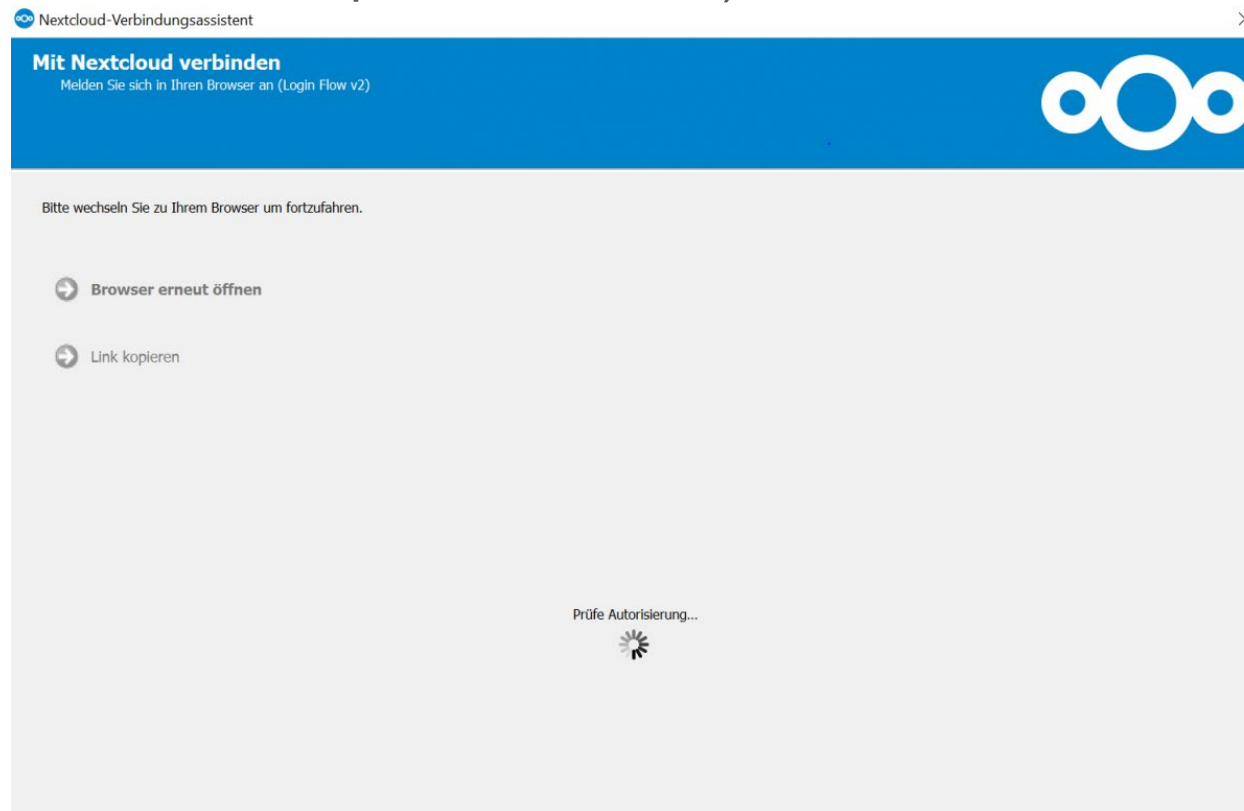 Nextcloud-Verbindungsassistent
Mit Nextcloud verbinden
Melden Sie sich in Ihren Browser an (Login Flow v2)
Bitte wechseln Sie zu Ihrem Browser um fortzufahren.
Browser erneut öffnen
Link kopieren
Prüfe Autorisierung...